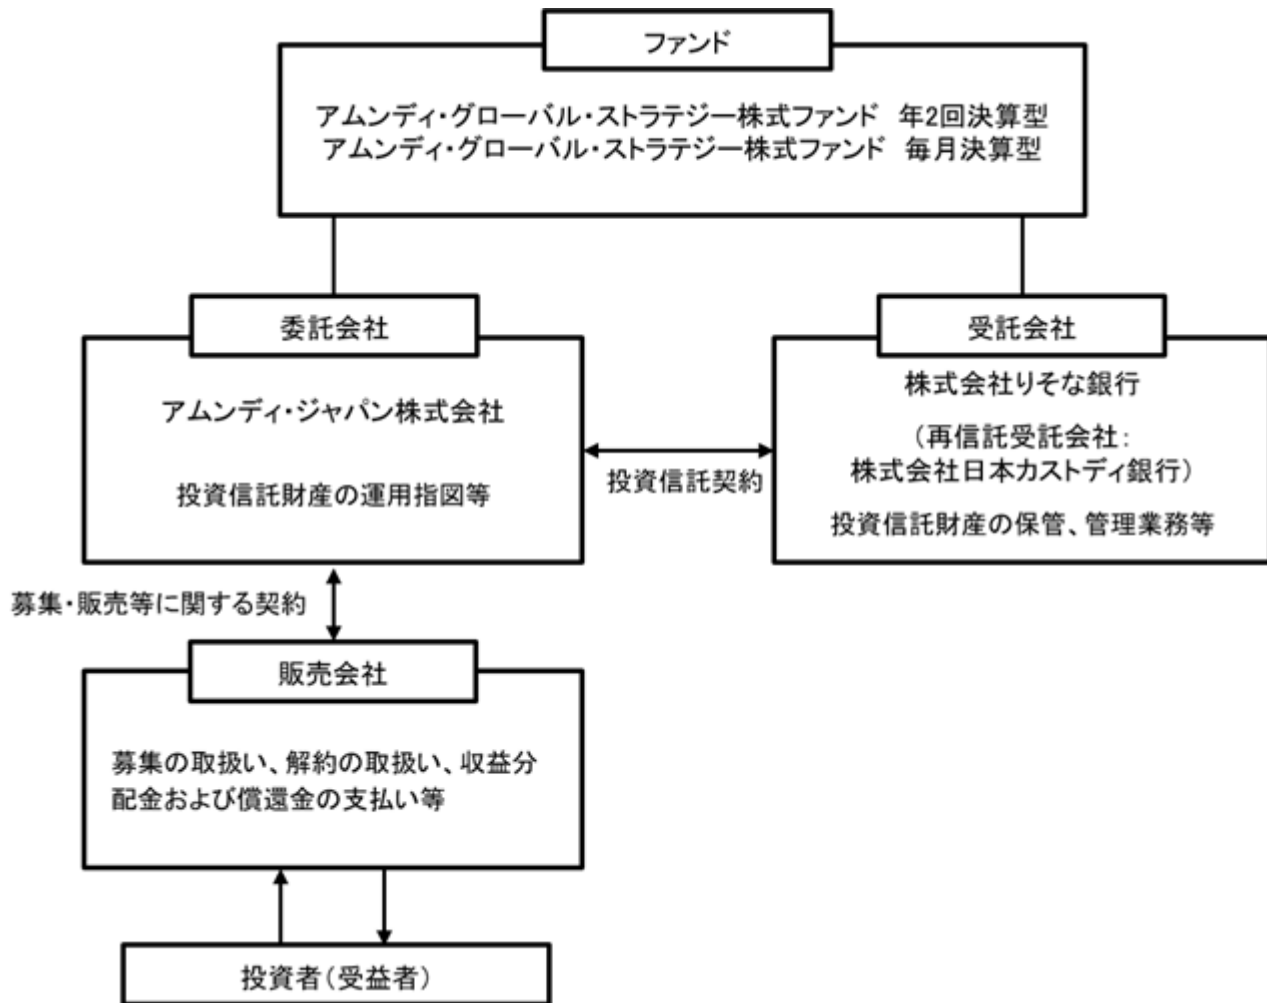 ファンド
アムンディ・グローバル・ストラテジー株式ファンド　年2回決算型
アムンディ・グローバル・ストラテジー株式ファンド　毎月決算型
委託会社
アムンディ・ジャパン株式会社
投資信託財産の運用指図等
投資信託契約
受託会社
株式会社りそな銀行
（再信託受託会社：
株式会社日本カストディ銀行）
投資信託財産の保管、管理業務等
募集・販売等に関する契約
販売会社
募集の取扱い、解約の取扱い、収益分
配金および償還金の支払い等
投資者（受益者）